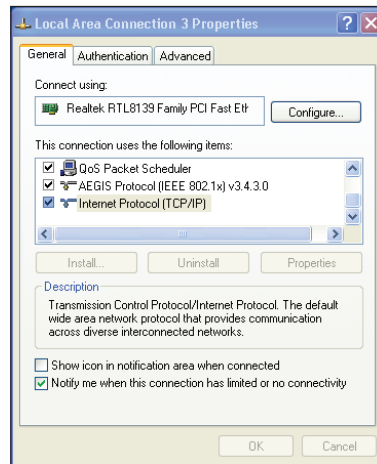 Local Area Connection 3 Properties
General Authentication Advanced
Connect using:
Realtek RTL8139 Family PCI Fast Eth
Configure...
This connection uses the following items:
QoS Packet Scheduler
AEGIS Protocol (IEEE 802.1x) v3.4.3.0
Internet Protocol (TCP/IP)
Install... Uninstall Properties
Description
Transmission Control Protocol/Internet Protocol. The default
wide area network protocol that provides communication
across diverse interconnected networks.
Show icon in notification area when connected
Notify me when this connection has limited or no connectivity
OK Cancel